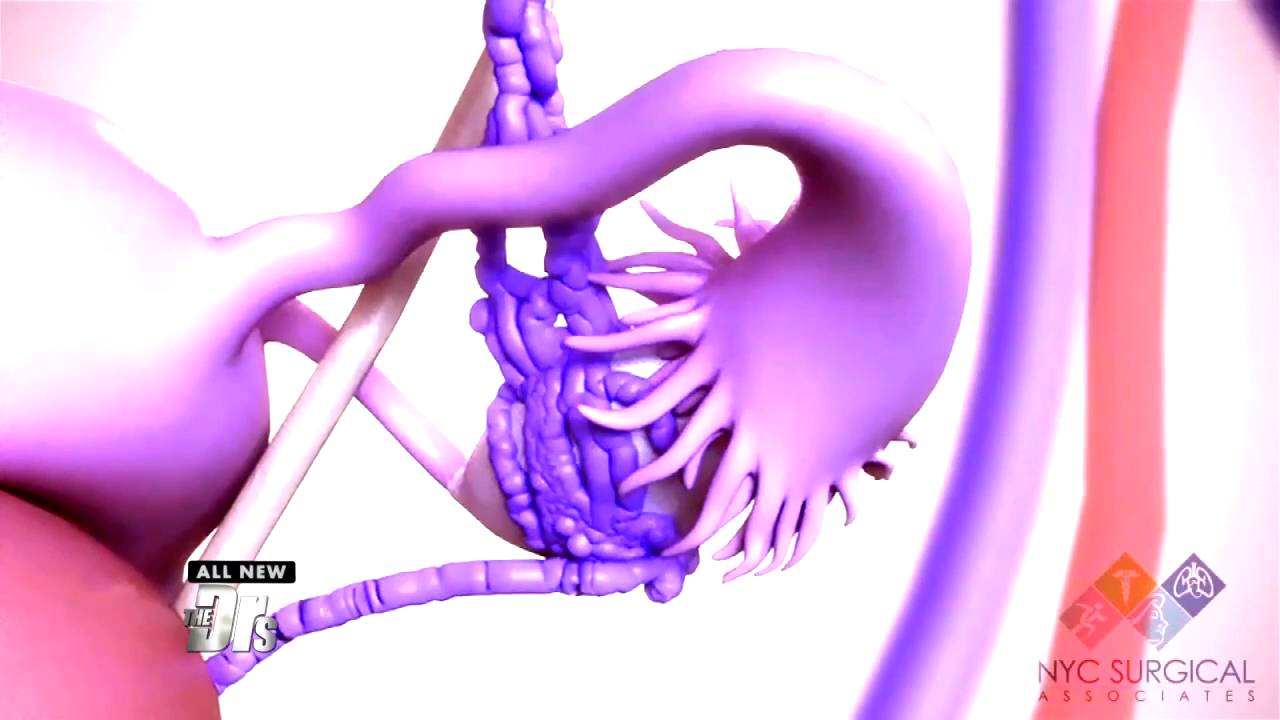 ALL NEW
THE
Drs
NYC SURGICAL
ASSOCIATES